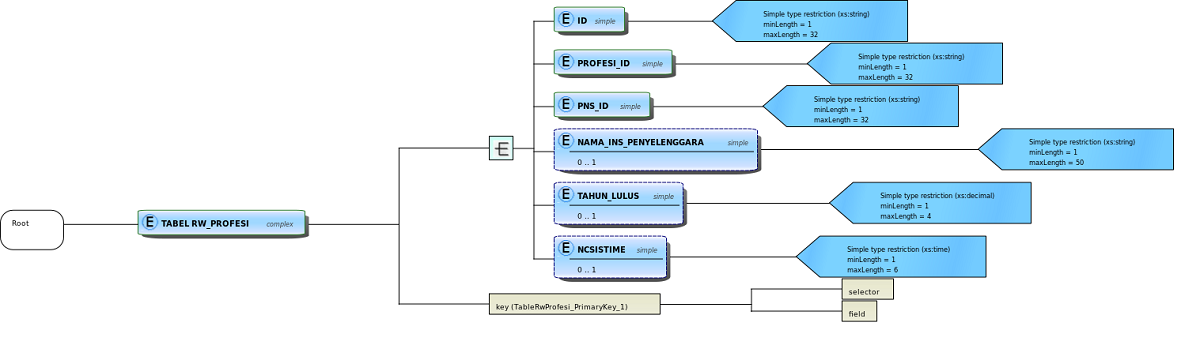 E ID simple
Simple type restriction (xs:string)
minLength = 1
maxLength = 32
E PROFESI_ID simple
Simple type restriction (xs:string)
minLength = 1
maxLength = 32
E PNS_ID simple
Simple type restriction (xs:string)
minLength = 1
maxLength = 32
E NAMA_INS_PENYELENGGARA simple
0 .. 1
Simple type restriction (xs:string)
minLength = 1
maxLength = 50
Root
E TABEL RW_PROFESI complex
E TAHUN_LULUS simple
0 .. 1
Simple type restriction (xs:decimal)
minLength = 1
maxLength = 4
E NCSISTIME simple
0 .. 1
Simple type restriction (xs:time)
minLength = 1
maxLength = 6
key (TableRwProfesi_PrimaryKey_1)
selector
field